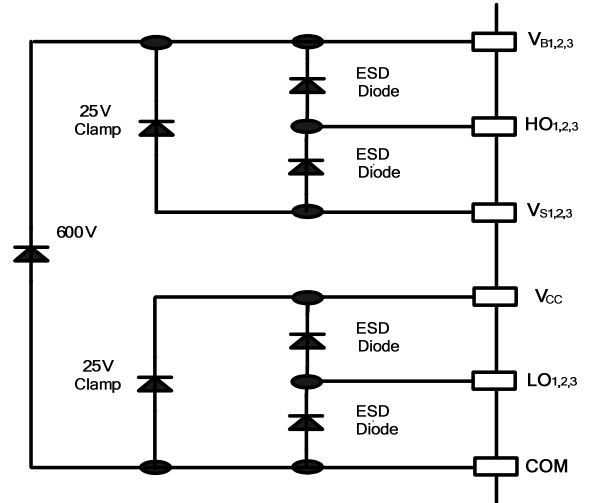 VB1,2,3
ESD
Diode
25V
Clamp
HO1,2,3
ESD
Diode
VS1,2,3
600V
VCC
ESD
Diode
25V
Clamp
LO1,2,3
ESD
Diode
COM